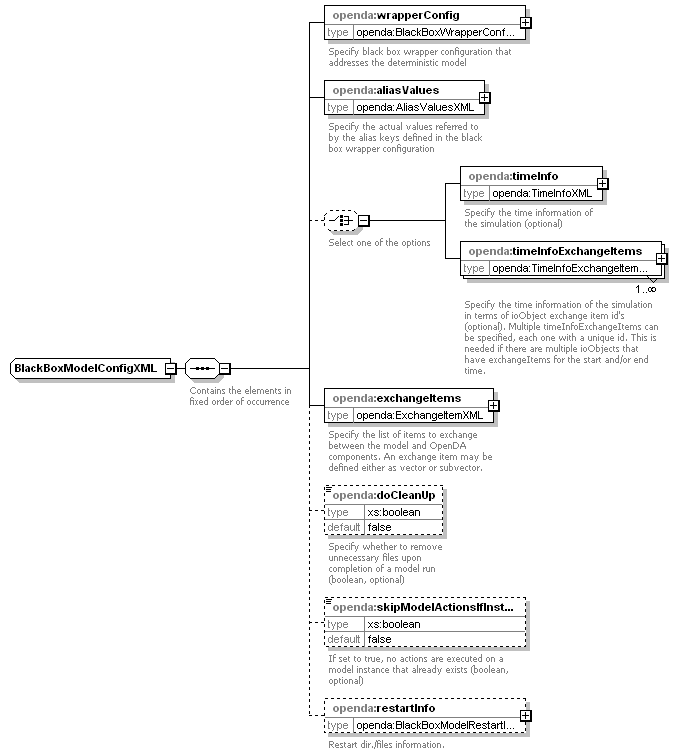 openda:wrapperConfig
type openda:BlackBoxWrapperConf...
Specify black box wrapper configuration that
addresses the deterministic model
openda:aliasValues
type openda:AliasValuesXML
Specify the actual values referred to
by the alias keys defined in the black
box wrapper configuration
openda:timeInfo
type openda:TimeInfoXML
Specify the time information of
the simulation (optional)
Select one of the options
openda:timeInfoExchangeItems
type openda:TimeInfoExchangeItem...
1..∞
Specify the time information of the simulation
in terms of ioObject exchange item id's
(optional). Multiple timeInfoExchangeItems can
be specified, each one with a unique id. This is
needed if there are multiple ioObjects that
have exchangeItems for the start and/or end
time.
BlackBoxModelConfigXML
Contains the elements in
fixed order of occurrence
openda:exchangeItems
type openda:ExchangeItemXML
Specify the list of items to exchange
between the model and OpenDA
components. An exchange item may be
defined either as vector or subvector.
openda:doCleanUp
type xs:boolean
default false
Specify whether to remove
unnecessary files upon
completion of a model run
(boolean, optional)
openda:skipModelActionsIfInst...
type xs:boolean
default false
If set to true, no actions are executed on a
model instance that already exists (boolean,
optional)
openda:restartInfo
type openda:BlackBoxModelRestartI...
Restart dir./files information.